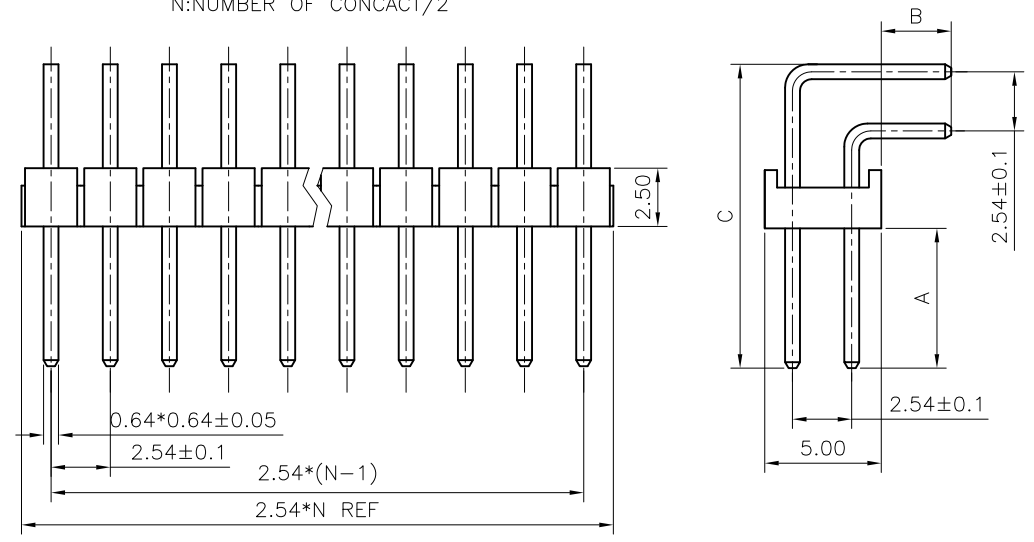 N:NUMBER OF CONCACT/2
B
2.50
C
2.54±0.1
A
0.64*0.64±0.05
2.54±0.1
2.54*(N-1)
2.54*N REF
2.54±0.1
5.00